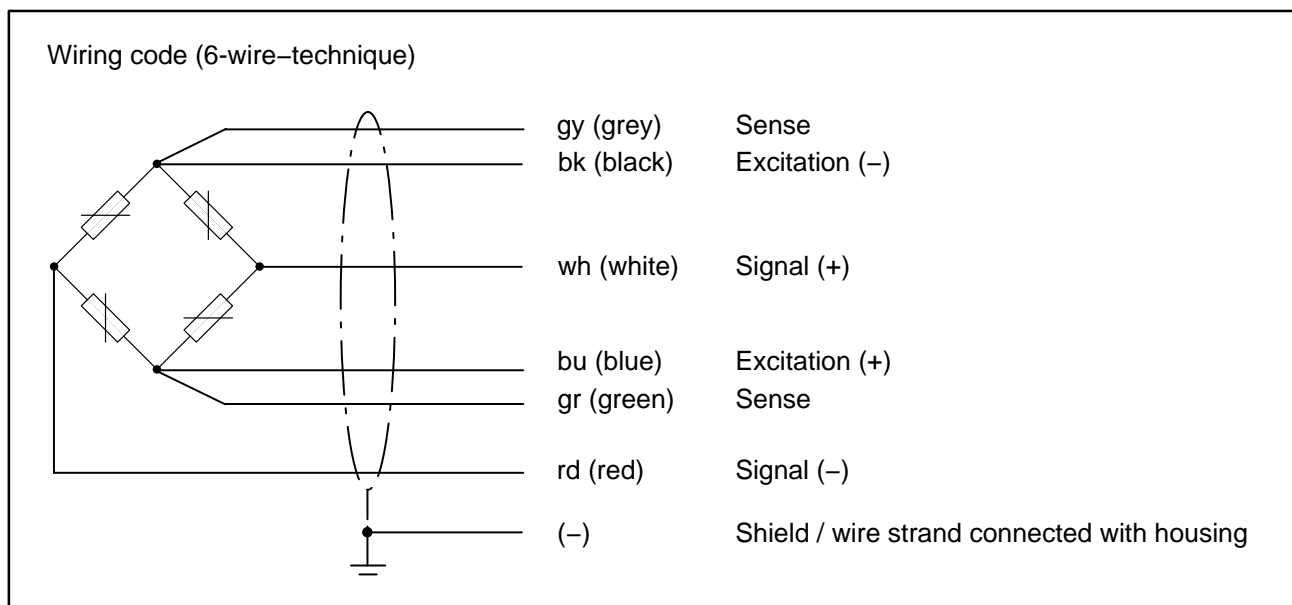 Wiring code (6-wire−technique)
gy (grey) Sense
bk (black) Excitation (−)
wh (white) Signal (+)
bu (blue) Excitation (+)
gr (green) Sense
rd (red) Signal (−)
(−) Shield / wire strand connected with housing